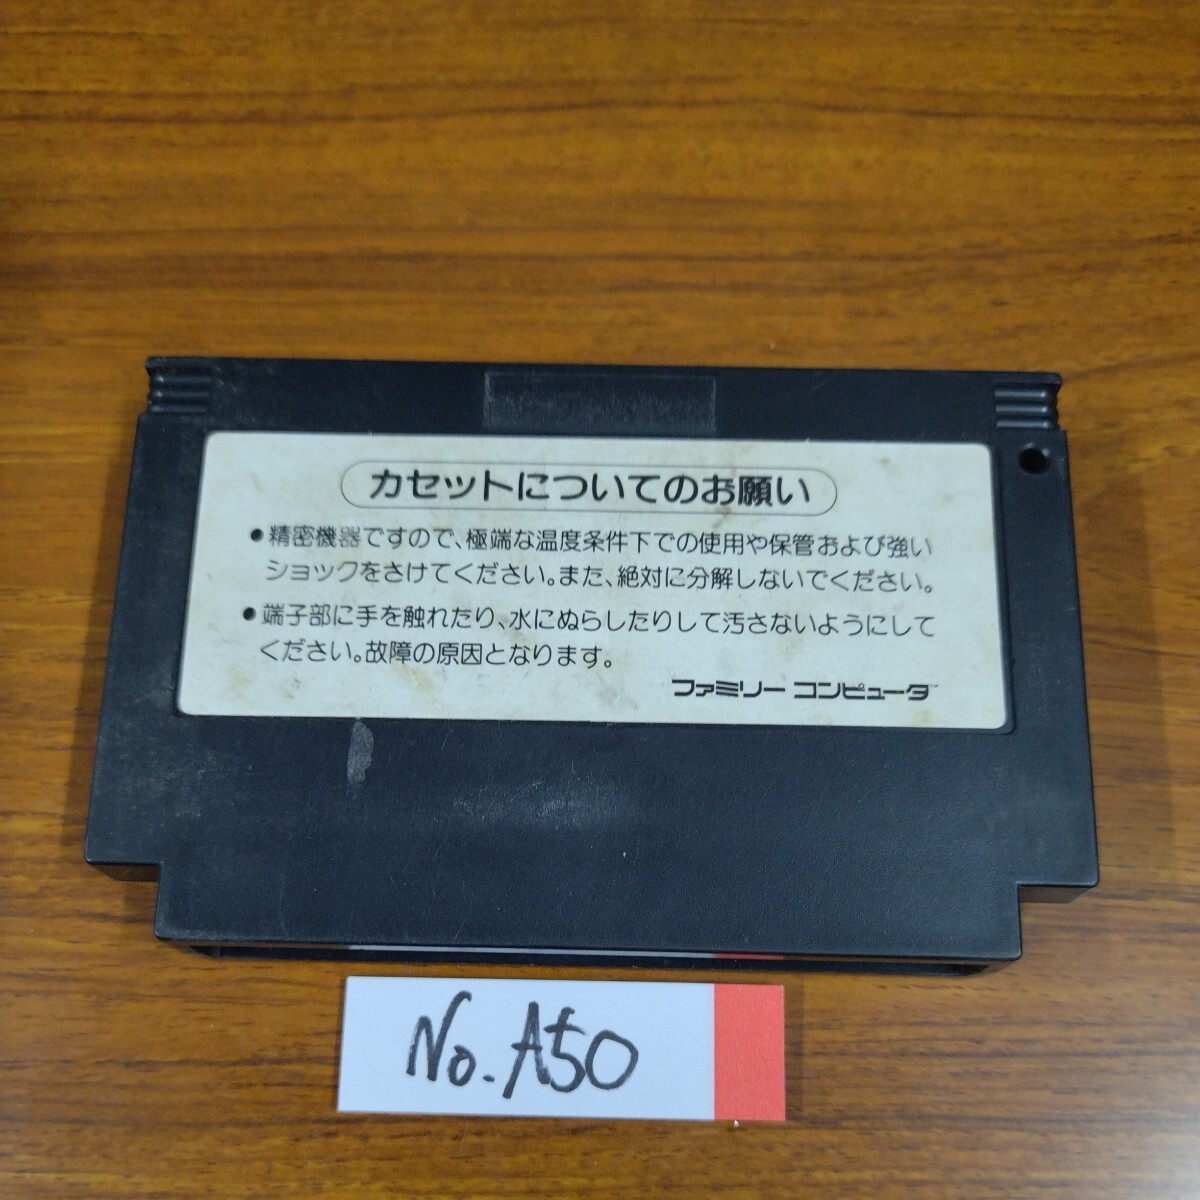 カセットについてのお願い
●精密機器ですので、極端な温度条件下での使用や保管および強い
ショックをさけてください。また、絶対に分解しないでください。
●端子部に手を触れたり、水にぬらしたりして汚さないようにして
ください。故障の原因となります。
ファミリー コンピュータ™
No. A50